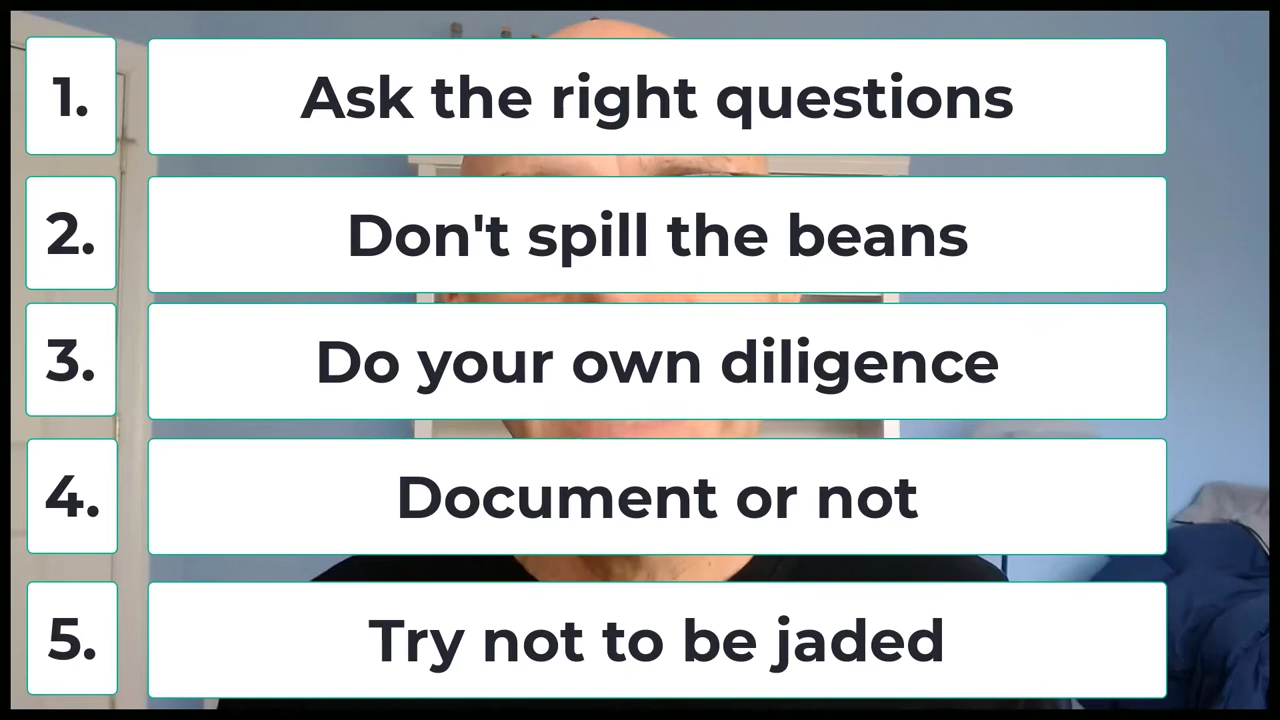 1. Ask the right questions
2. Don't spill the beans
3. Do your own diligence
4. Document or not
5. Try not to be jaded